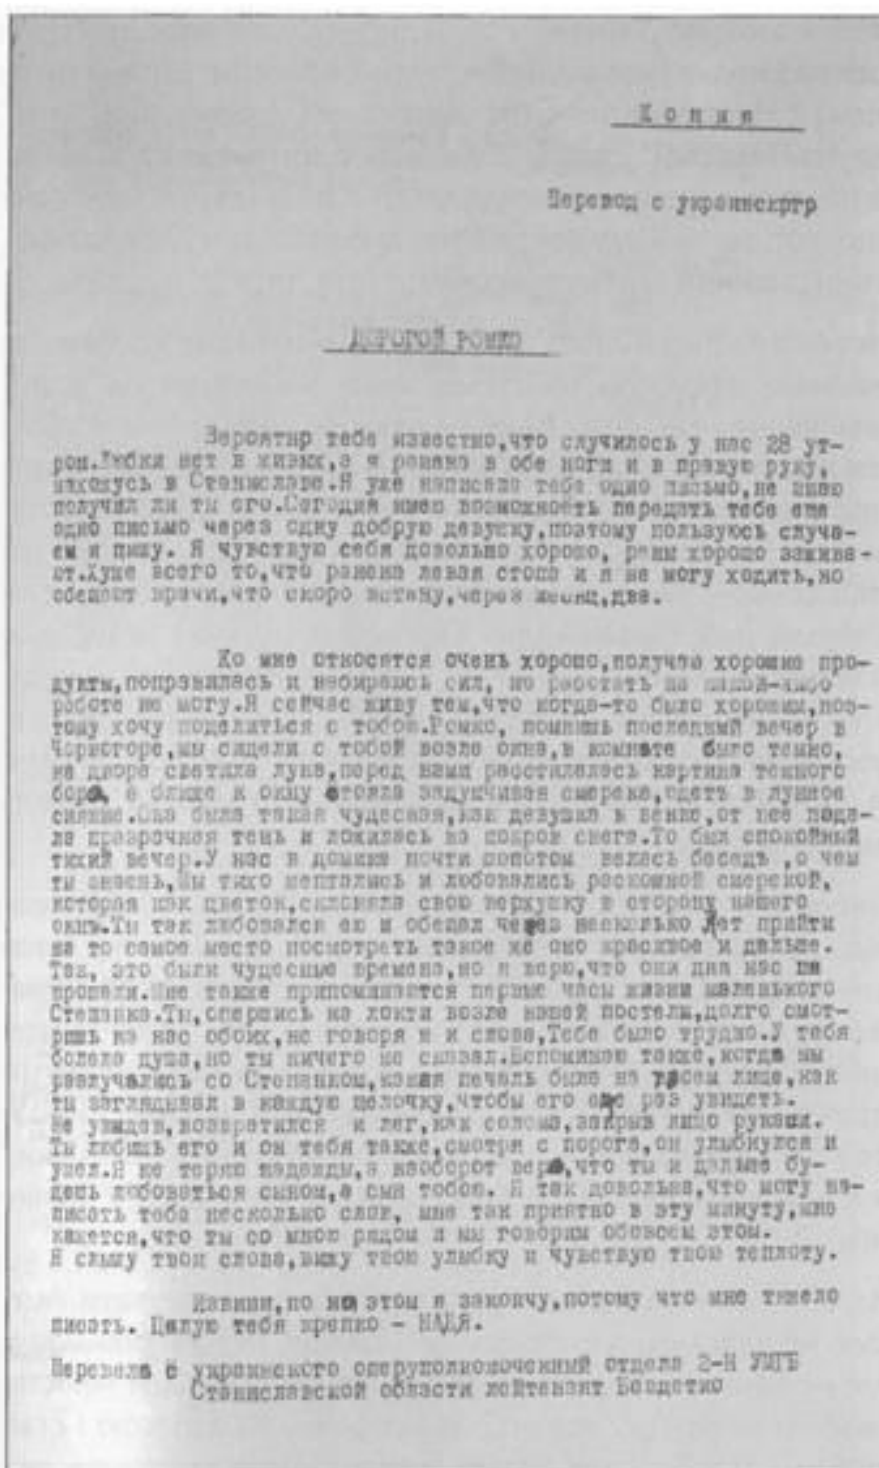 Копия
Перевод с украинскргр
ДОРОГОЙ РОМКО
Вероятнр тебе известно,что случилось у нас 28 ут-
ром.Любки нет в живых,а я ранена в обе ноги и в правую руку,
нахожусь в Станиславе.Я уже написала тебе одно письмо,не знаю
получил ли ты его.Сегодня имею возможность передать тебе еще
одно письмо через одну добрую девушку,поэтому пользуюсь случа-
ем и пишу. Я чувствую себя довольно хорошо, раны хорошо зажива-
ют.Хуже всего то,что ранена левая стопа и я не могу ходить,но
обещают врачи,что скоро встану,через месяц,два.
Ко мне относятся очень хорошо,получаю хорошие про-
дукты,поправилась и набираюсь сил, но работать на какой-либо
работе не могу.Я сейчас живу тем,что когда-то было хорошим,поэ-
тому хочу поделиться с тобой.Ромко, помнишь последний вечер в
Черногоре,мы сидели с тобой возле окна,в комнате было темно,
на дворе светила луна,перед нами расстилалась картина темного
бора, а ближе к окну стояла задумчивая смерека,одета в лунное
сияние.Она была такая чудесная,как девушка в венке,от нее пада-
ла прозрачная тень и ложилась на покров снега.То был спокойный
тихий вечер.У нас в домике почти шопотом велась беседа ,о чем
ты знаешь,мы тихо шептались и любовались роскошной смерекой,
которая как цветок,склоняла свою верхушку в сторону нашего
окна.Ты так любовался ею и обещал через несколько лет прийти
на то самое место посмотреть такое же оно красивое и дальше.
Так, это были чудесные времена,но я верю,что они для нас не
прошли.Мне также припоминается первые часы жизни маленького
Степанка.Ты,опершись на локти возле нашей постели,долго смот-
ришь на нас обоих,не говоря н и слова,Тебе было трудно.У тебя
болела душа,но ты ничего не сказал.Вспоминаю также,когда мы
разлучались со Степанком,какая печаль была на твоем лице,как
ты заглядывал в каждую щелочку,чтобы его еще раз увидеть.
Не увидев,возвратился и лег,как солома,закрыв лицо руками.
Ты любишь его и он тебя также,смотря с порога,он улыбнулся и
ушел.Я не теряю надежды,а наоборот верю,что ты и дальше бу-
дешь любоваться сыном,а сын тобою. Я так довольна,что могу на-
писать тебе несколько слов, мне так приятно в эту минуту,мне
кажется,что ты со мною рядом и мы говорим обовсем этом.
Я слышу твои слова,вижу твою улыбку и чувствую твою теплоту.
Извини,по на этом я закончу,потому что мне тяжело
писать. Целую тебя крепко - НАДЯ.
Перевела с украинского оперуполномоченный отдела 2-Н УМГБ
Станиславской области лейтенант